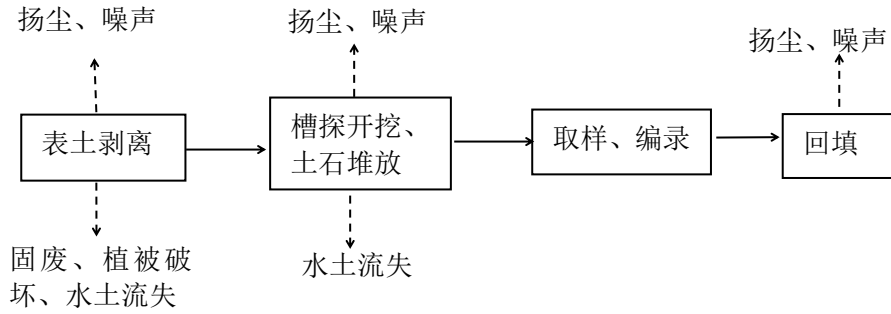 扬尘、噪声
扬尘、噪声
扬尘、噪声
表土剥离
槽探开挖、
土石堆放
取样、编录
回填
固废、植被破
坏、水土流失
水土流失